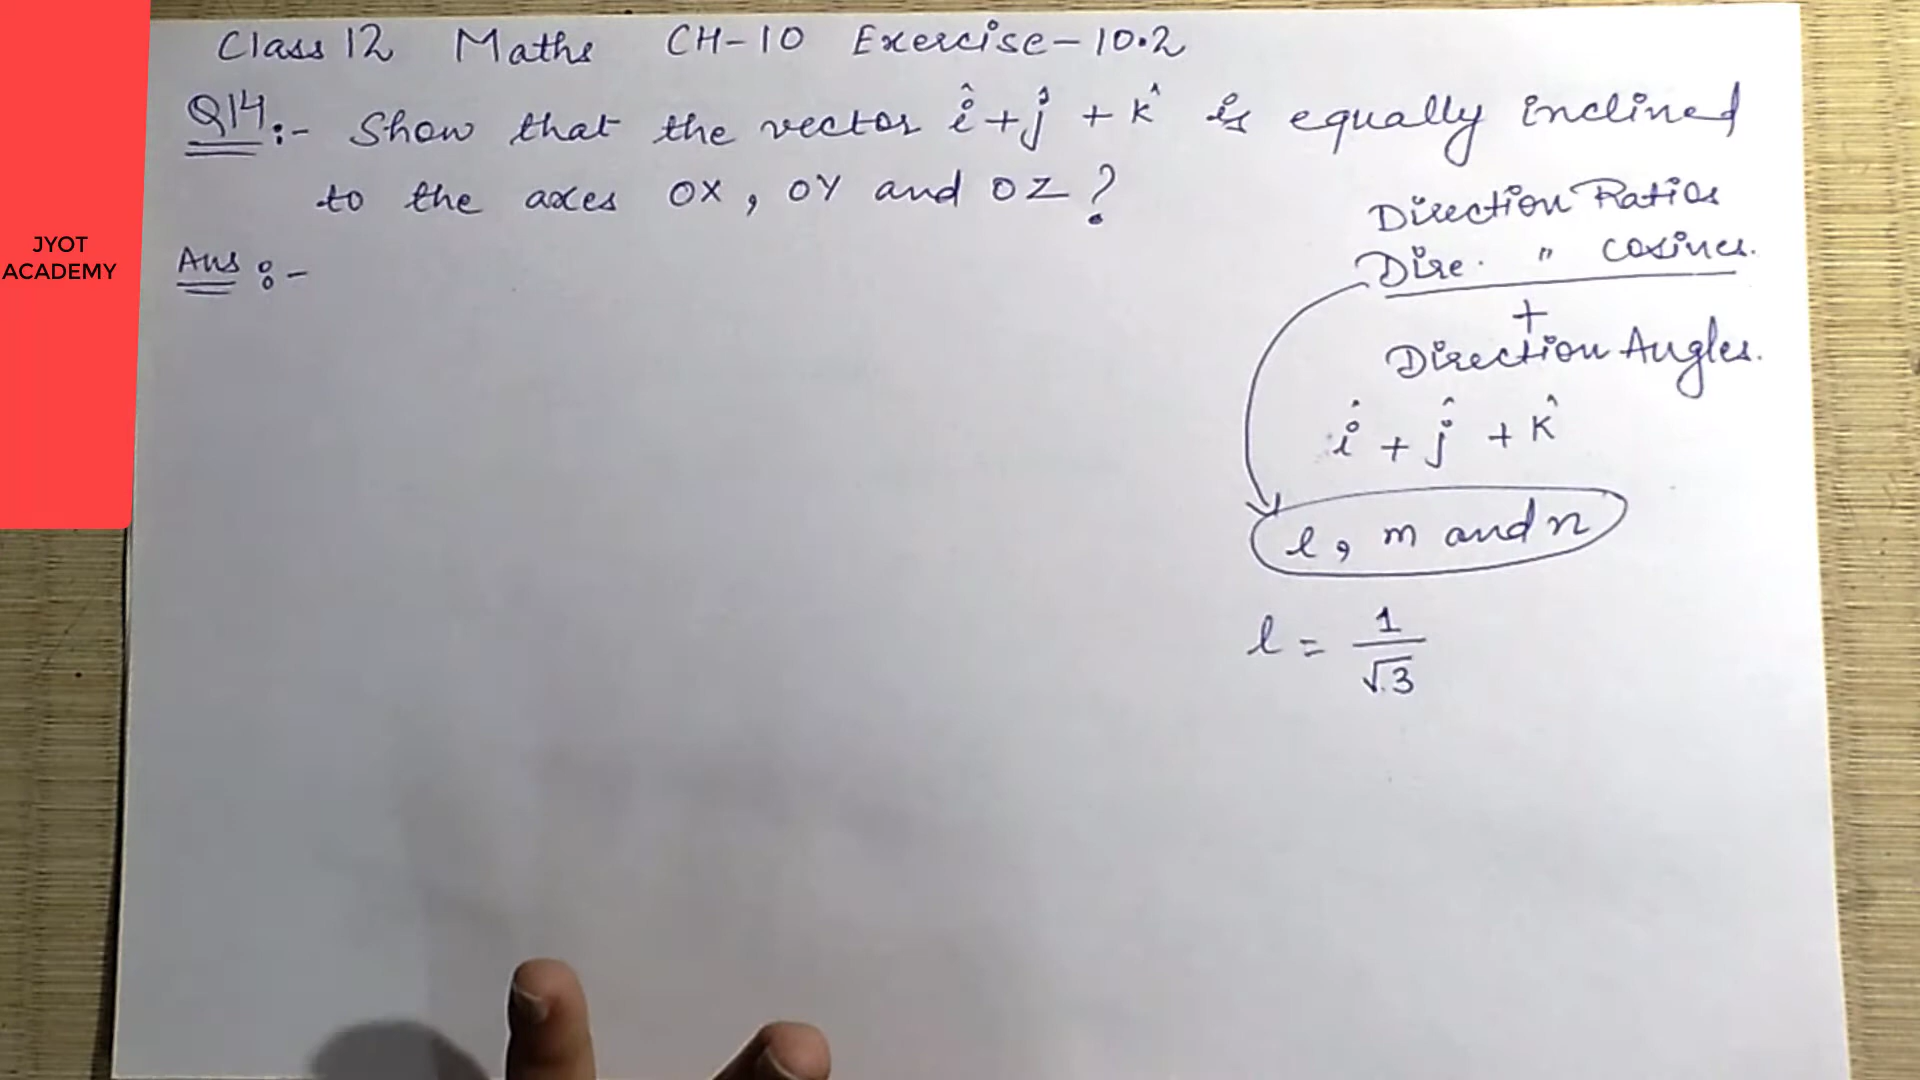 Class 12 Maths CH-10 Exercise-10.2
Q14:- Show that the vector î + ĵ + k̂ is equally inclined
to the axes OX, OY and OZ?
Ans:-
Direction Ratios
Dire. " cosines.
+
Direction Angles.
î + ĵ + k̂
l, m and n
l = 1/√3
JYOT
ACADEMY